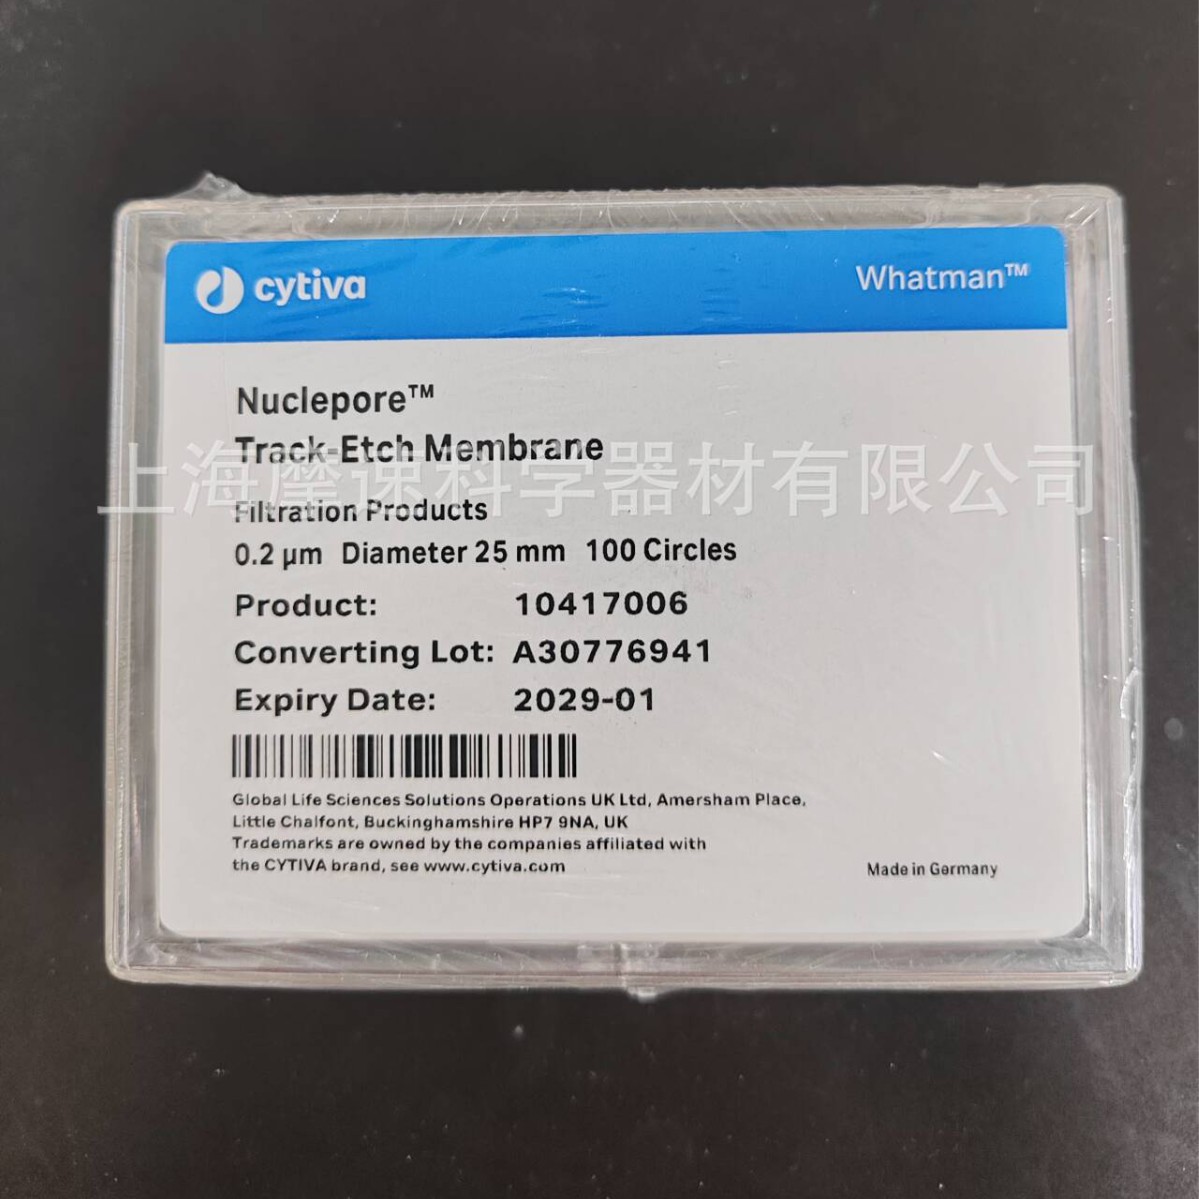 cytiva
Whatman™
Nuclepore™
Track-Etch Membrane
上海摩速科学器材有限公司
Filtration Products
0.2 µm Diameter 25 mm 100 Circles
Product: 10417006
Converting Lot: A30776941
Expiry Date: 2029-01
Global Life Sciences Solutions Operations UK Ltd, Amersham Place,
Little Chalfont, Buckinghamshire HP7 9NA, UK
Trademarks are owned by the companies affiliated with
the CYTIVA brand, see www.cytiva.com
Made in Germany